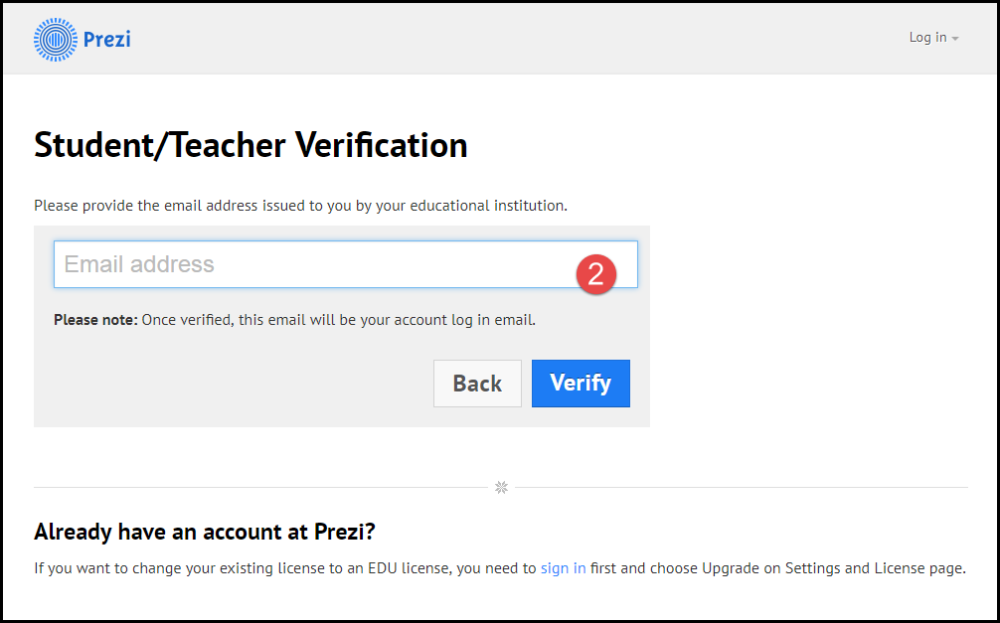 Prezi
Log in
Student/Teacher Verification
Please provide the email address issued to you by your educational institution.
Email address
2
Please note: Once verified, this email will be your account log in email.
Back
Verify
Already have an account at Prezi?
If you want to change your existing license to an EDU license, you need to sign in first and choose Upgrade on Settings and License page.